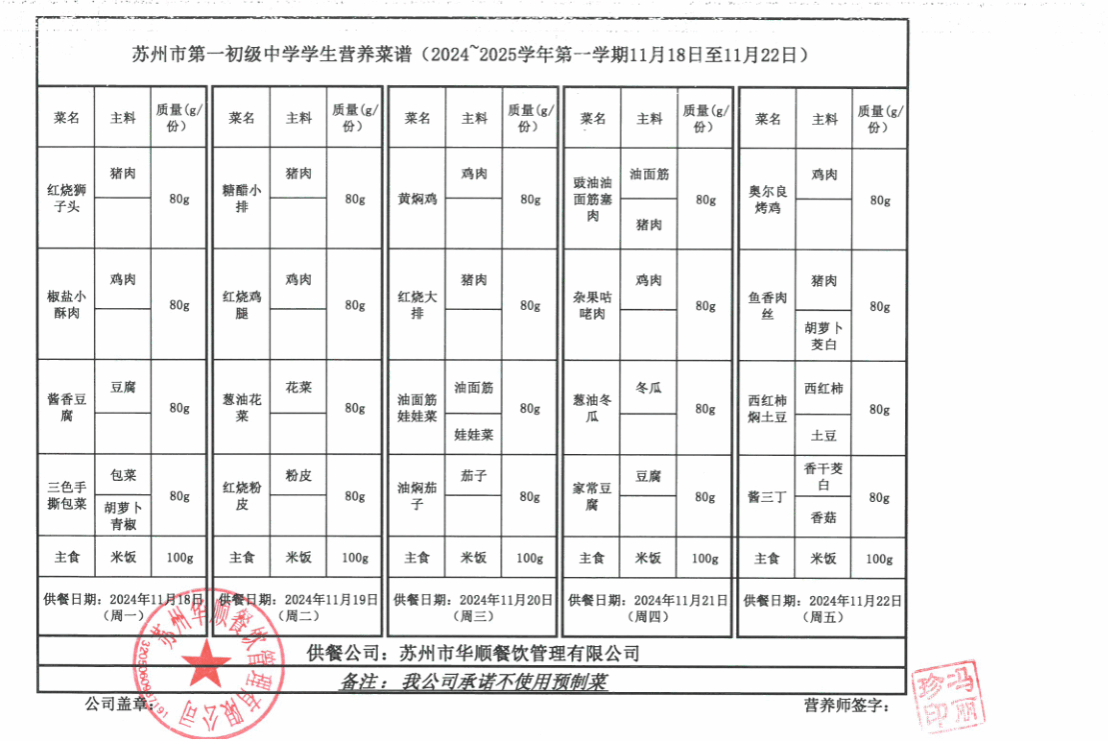 苏州市第一初级中学学生营养菜谱（2024~2025学年第一学期11月18日至11月22日）
菜名 主料 质量(g/份) 菜名 主料 质量(g/份) 菜名 主料 质量(g/份) 菜名 主料 质量(g/份) 菜名 主料 质量(g/份)
红烧狮子头 猪肉 80g 糖醋小排 猪肉 80g 黄焖鸡 鸡肉 80g 豉油油面筋塞肉 油面筋 猪肉 80g 奥尔良烤鸡 鸡肉 80g
椒盐小酥肉 鸡肉 80g 红烧鸡腿 鸡肉 80g 红烧大排 猪肉 80g 杂果咕咾肉 鸡肉 80g 鱼香肉丝 猪肉 胡萝卜茭白 80g
酱香豆腐 豆腐 80g 葱油花菜 花菜 80g 油面筋娃娃菜 油面筋 娃娃菜 80g 葱油冬瓜 冬瓜 80g 西红柿焖土豆 西红柿 土豆 80g
三色手撕包菜 包菜 胡萝卜青椒 80g 红烧粉皮 粉皮 80g 油焖茄子 茄子 80g 家常豆腐 豆腐 80g 酱三丁 香干茭白 香菇 80g
主食 米饭 100g 主食 米饭 100g 主食 米饭 100g 主食 米饭 100g 主食 米饭 100g
供餐日期：2024年11月18日（周一） 供餐日期：2024年11月19日（周二） 供餐日期：2024年11月20日（周三） 供餐日期：2024年11月21日（周四） 供餐日期：2024年11月22日（周五）
供餐公司：苏州市华顺餐饮管理有限公司
备注：我公司承诺不使用预制菜
公司盖章：
营养师签字：
苏州华顺餐饮管理有限公司
冯丽珍印